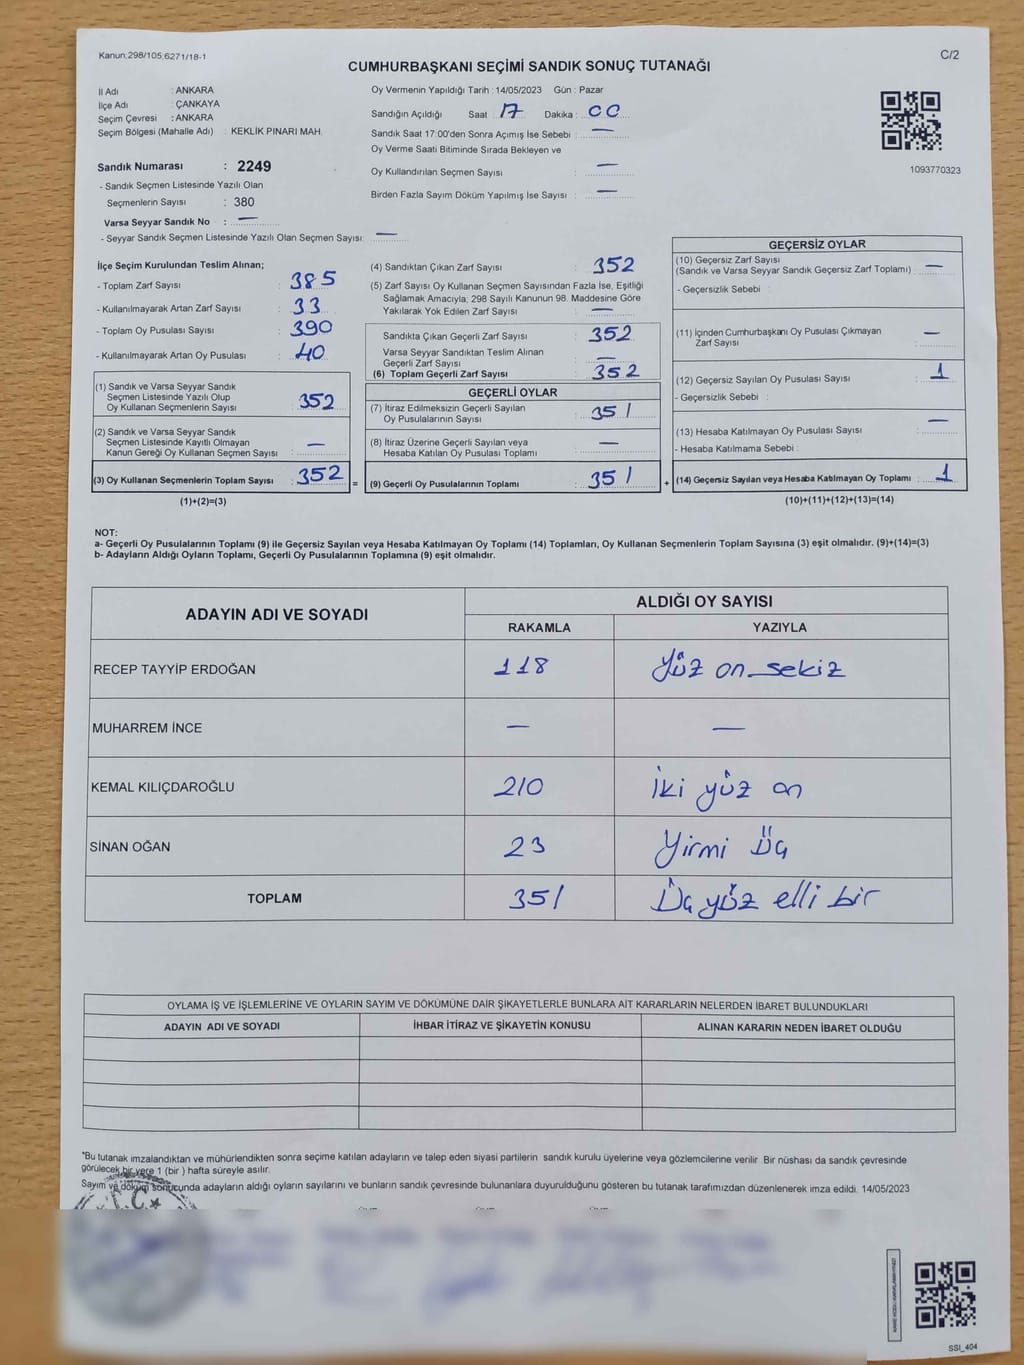 Kanun;298/105,6271/18-1
C/2
CUMHURBAŞKANI SEÇİMİ SANDIK SONUÇ TUTANAĞI
İl Adı : ANKARA
İlçe Adı : ÇANKAYA
Seçim Çevresi : ANKARA
Seçim Bölgesi (Mahalle Adı) : KEKLİK PINARI MAH.
Sandık Numarası : 2249
- Sandık Seçmen Listesinde Yazılı Olan
Seçmenlerin Sayısı : 380
Varsa Seyyar Sandık No : —
- Seyyar Sandık Seçmen Listesinde Yazılı Olan Seçmen Sayısı: —
Oy Vermenin Yapıldığı Tarih : 14/05/2023 Gün : Pazar
Sandığın Açıldığı Saat : 17 Dakika : 00
Sandık Saat 17:00'den Sonra Açımış İse Sebebi : —
Oy Verme Saati Bitiminde Sırada Bekleyen ve
Oy Kullandırılan Seçmen Sayısı : —
Birden Fazla Sayım Döküm Yapılmış İse Sayısı : —
1093770323
İlçe Seçim Kurulundan Teslim Alınan;
- Toplam Zarf Sayısı : 385
- Kullanılmayarak Artan Zarf Sayısı : 33
- Toplam Oy Pusulası Sayısı : 390
- Kullanılmayarak Artan Oy Pusulası : 40
(1) Sandık ve Varsa Seyyar Sandık
Seçmen Listesinde Yazılı Olup
Oy Kullanan Seçmenlerin Sayısı : 352
(2) Sandık ve Varsa Seyyar Sandık
Seçmen Listesinde Kayıtlı Olmayan
Kanun Gereği Oy Kullanan Seçmen Sayısı : —
(3) Oy Kullanan Seçmenlerin Toplam Sayısı : 352 =
(1)+(2)=(3)
(4) Sandıktan Çıkan Zarf Sayısı : 352
(5) Zarf Sayısı Oy Kullanan Seçmen Sayısından Fazla İse, Eşitliği
Sağlamak Amacıyla; 298 Sayılı Kanunun 98. Maddesine Göre
Yakılarak Yok Edilen Zarf Sayısı : —
Sandıkta Çıkan Geçerli Zarf Sayısı : 352
Varsa Seyyar Sandıktan Teslim Alınan
Geçerli Zarf Sayısı : —
(6) Toplam Geçerli Zarf Sayısı : 352
GEÇERLİ OYLAR
(7) İtiraz Edilmeksizin Geçerli Sayılan
Oy Pusulalarının Sayısı : 351
(8) İtiraz Üzerine Geçerli Sayılan veya
Hesaba Katılan Oy Pusulası Toplamı : —
(9) Geçerli Oy Pusulalarının Toplamı : 351 +
GEÇERSİZ OYLAR
(10) Geçersiz Zarf Sayısı
(Sandık ve Varsa Seyyar Sandık Geçersiz Zarf Toplamı) : —
- Geçersizlik Sebebi :
(11) İçinden Cumhurbaşkanı Oy Pusulası Çıkmayan
Zarf Sayısı : —
(12) Geçersiz Sayılan Oy Pusulası Sayısı : 1
- Geçersizlik Sebebi :
(13) Hesaba Katılmayan Oy Pusulası Sayısı : —
- Hesaba Katılmama Sebebi :
(14) Geçersiz Sayılan veya Hesaba Katılmayan Oy Toplamı : 1
(10)+(11)+(12)+(13)=(14)
NOT:
a- Geçerli Oy Pusulalarının Toplamı (9) ile Geçersiz Sayılan veya Hesaba Katılmayan Oy Toplamı (14) Toplamları, Oy Kullanan Seçmenlerin Toplam Sayısına (3) eşit olmalıdır. (9)+(14)=(3)
b- Adayların Aldığı Oyların Toplamı, Geçerli Oy Pusulalarının Toplamına (9) eşit olmalıdır.
ADAYIN ADI VE SOYADI
ALDIĞI OY SAYISI
RAKAMLA YAZIYLA
RECEP TAYYİP ERDOĞAN 118 Yüz on sekiz
MUHARREM İNCE — —
KEMAL KILIÇDAROĞLU 210 İki yüz on
SİNAN OĞAN 23 Yirmi Üç
TOPLAM 351 Üç yüz elli bir
OYLAMA İŞ VE İŞLEMLERİNE VE OYLARIN SAYIM VE DÖKÜMÜNE DAİR ŞİKAYETLERLE BUNLARA AİT KARARLARIN NELERDEN İBARET BULUNDUKLARI
ADAYIN ADI VE SOYADI İHBAR İTİRAZ VE ŞİKAYETİN KONUSU ALINAN KARARIN NEDEN İBARET OLDUĞU
*Bu tutanak imzalandıktan ve mühürlendikten sonra seçime katılan adayların ve talep eden siyasi partilerin sandık kurulu üyelerine veya gözlemcilerine verilir. Bir nüshası da sandık çevresinde
görülecek bir yere 1 (bir ) hafta süreyle asılır.
Sayım ve döküm sonucunda adayların aldığı oyların sayılarını ve bunların sandık çevresinde bulunanlara duyurulduğunu gösteren bu tutanak tarafımızdan düzenlenerek imza edildi. 14/05/2023
T.C.
SSI_404